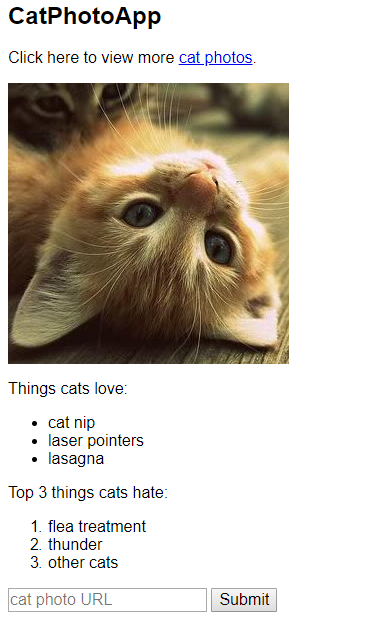 CatPhotoApp
Click here to view more cat photos.
Things cats love:
• cat nip
• laser pointers
• lasagna
Top 3 things cats hate:
1. flea treatment
2. thunder
3. other cats
cat photo URL Submit